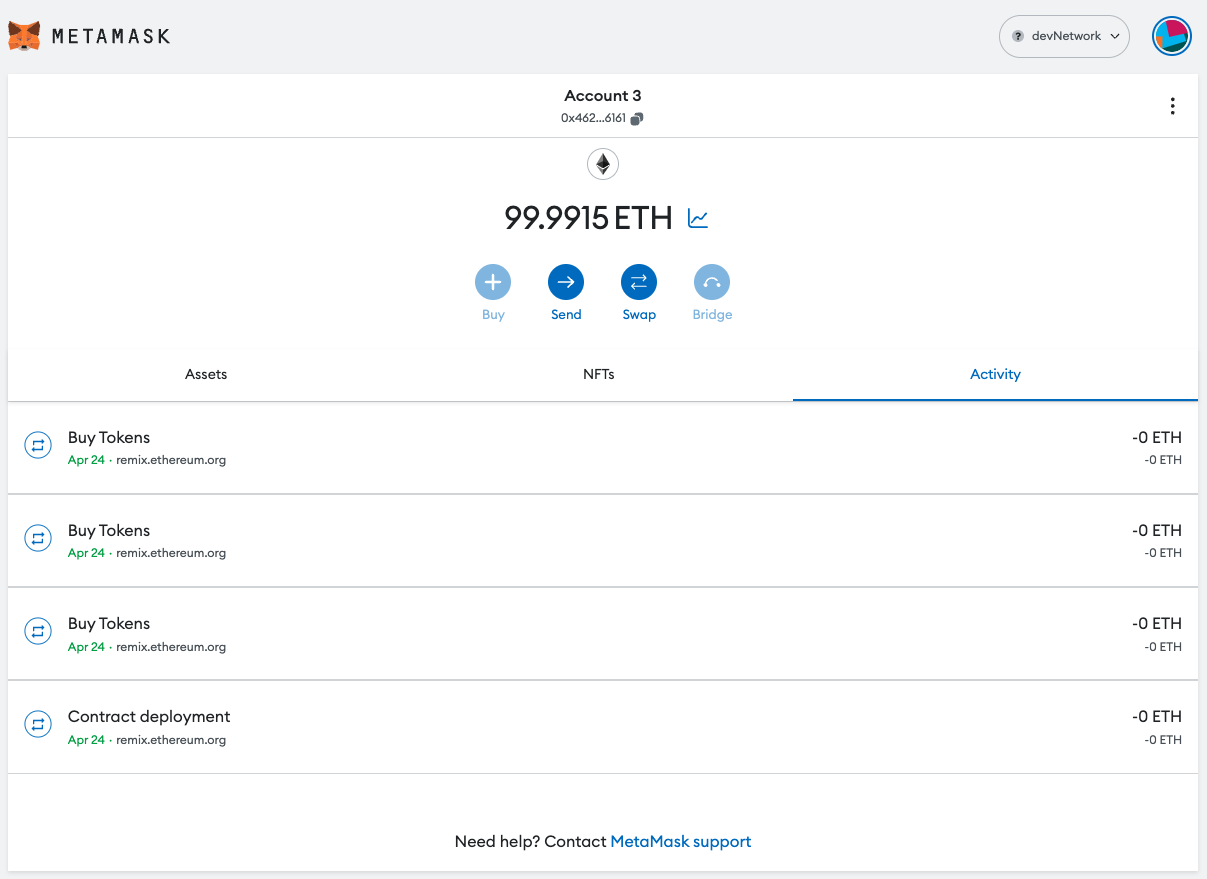 METAMASK
? devNetwork
Account 3
0x462...6161
99.9915 ETH
Buy Send Swap Bridge
Assets NFTs Activity
Buy Tokens -0 ETH
Apr 24 · remix.ethereum.org -0 ETH
Buy Tokens -0 ETH
Apr 24 · remix.ethereum.org -0 ETH
Buy Tokens -0 ETH
Apr 24 · remix.ethereum.org -0 ETH
Contract deployment -0 ETH
Apr 24 · remix.ethereum.org -0 ETH
Need help? Contact MetaMask support